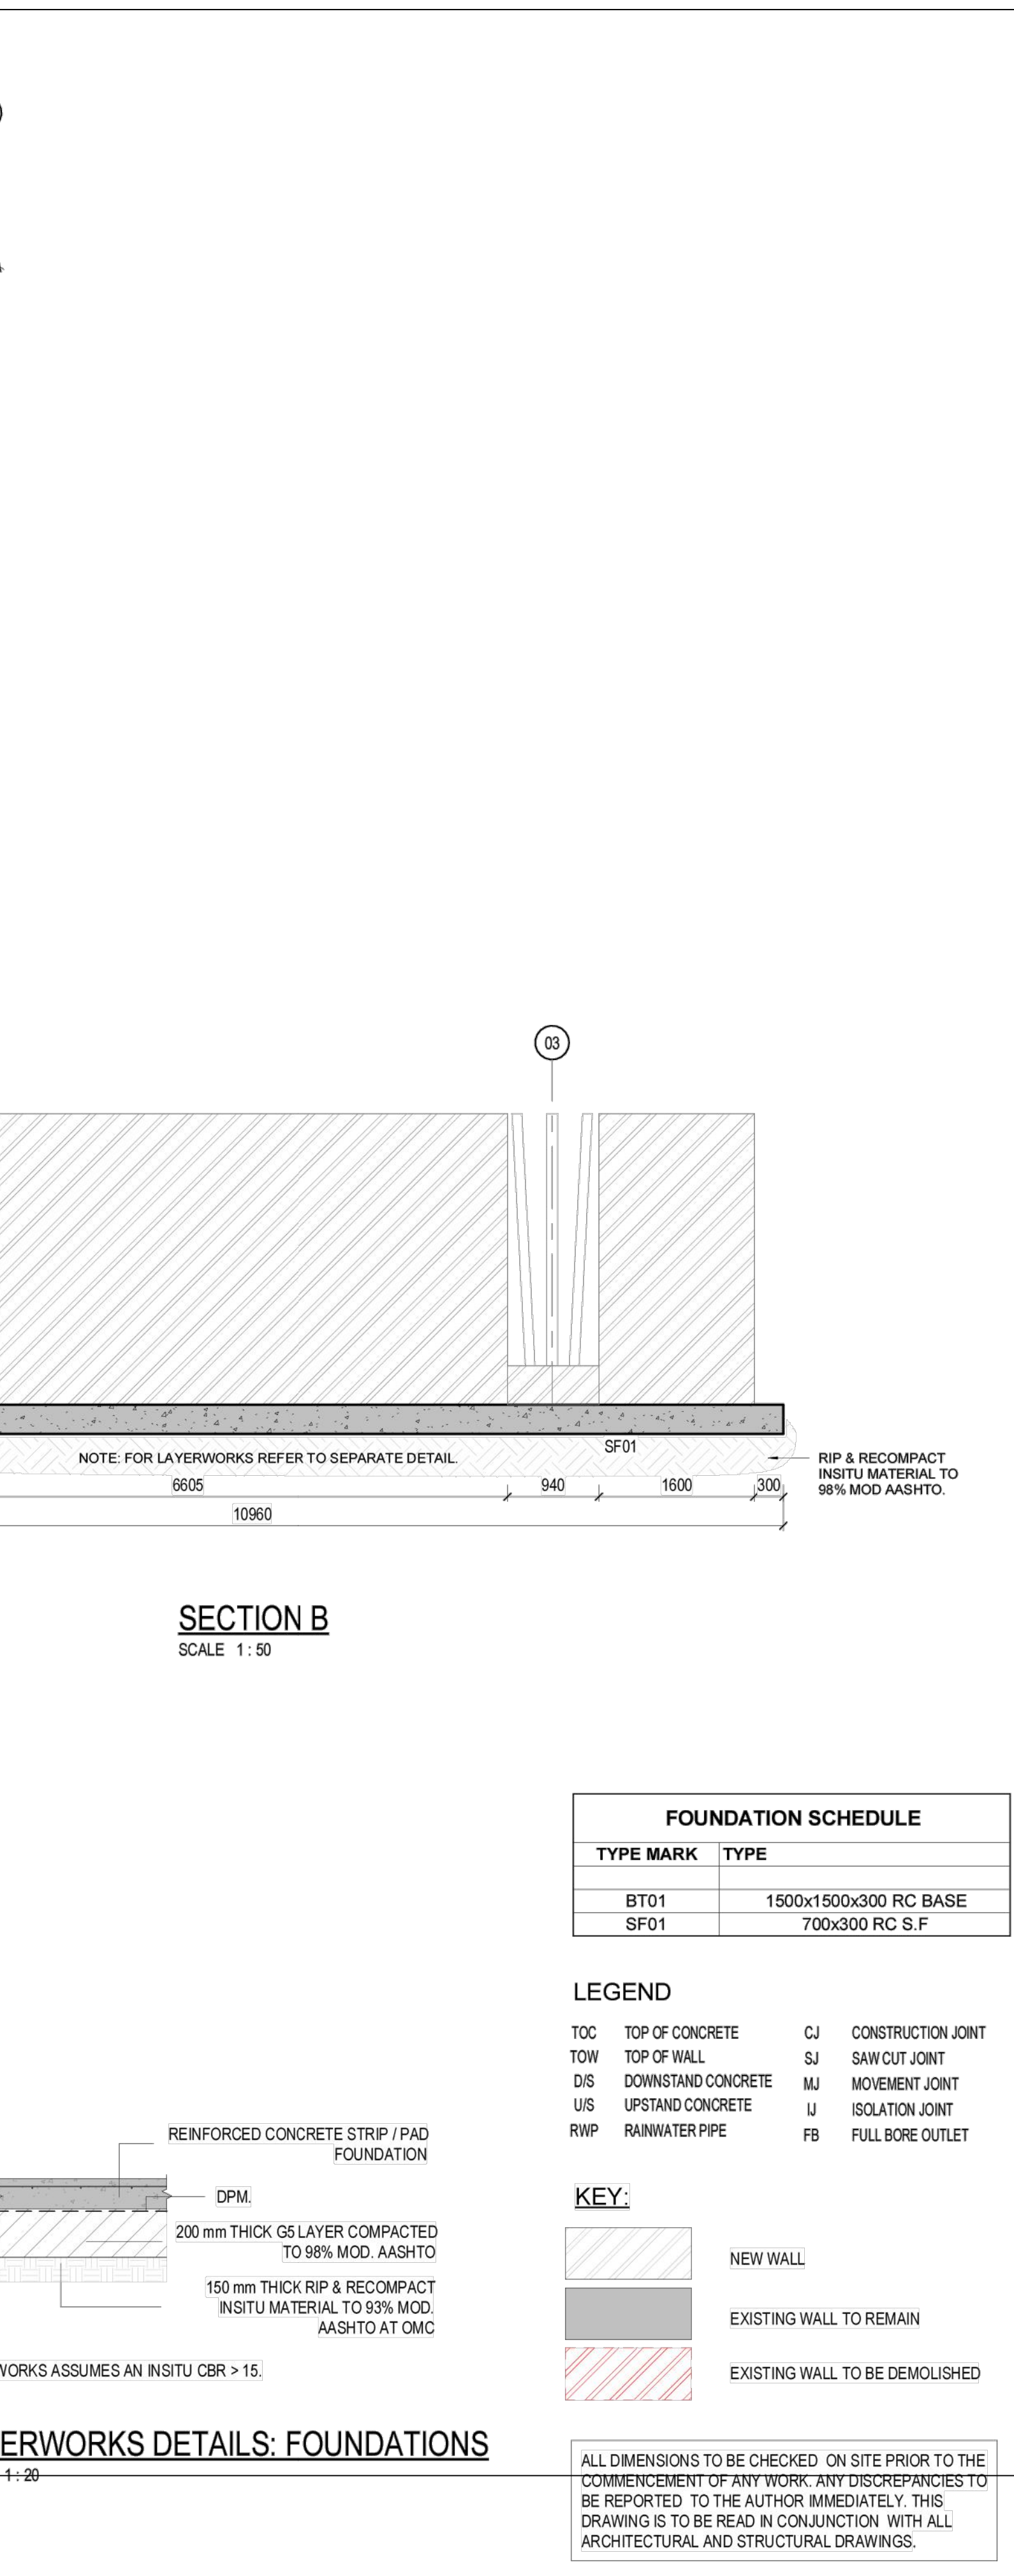 03
NOTE: FOR LAYERWORKS REFER TO SEPARATE DETAIL.
SF01
RIP & RECOMPACT
INSITU MATERIAL TO
98% MOD AASHTO.
6605
940
1600
300
10960
SECTION B
SCALE 1 : 50
FOUNDATION SCHEDULE
TYPE MARK TYPE
BT01 1500x1500x300 RC BASE
SF01 700x300 RC S.F
LEGEND
TOC TOP OF CONCRETE
TOW TOP OF WALL
D/S DOWNSTAND CONCRETE
U/S UPSTAND CONCRETE
RWP RAINWATER PIPE
CJ CONSTRUCTION JOINT
SJ SAW CUT JOINT
MJ MOVEMENT JOINT
IJ ISOLATION JOINT
FB FULL BORE OUTLET
REINFORCED CONCRETE STRIP / PAD
FOUNDATION
DPM.
200 mm THICK G5 LAYER COMPACTED
TO 98% MOD. AASHTO
150 mm THICK RIP & RECOMPACT
INSITU MATERIAL TO 93% MOD.
AASHTO AT OMC
WORKS ASSUMES AN INSITU CBR > 15.
ERWORKS DETAILS: FOUNDATIONS
1 : 20
KEY:
NEW WALL
EXISTING WALL TO REMAIN
EXISTING WALL TO BE DEMOLISHED
ALL DIMENSIONS TO BE CHECKED ON SITE PRIOR TO THE
COMMENCEMENT OF ANY WORK. ANY DISCREPANCIES TO
BE REPORTED TO THE AUTHOR IMMEDIATELY. THIS
DRAWING IS TO BE READ IN CONJUNCTION WITH ALL
ARCHITECTURAL AND STRUCTURAL DRAWINGS.